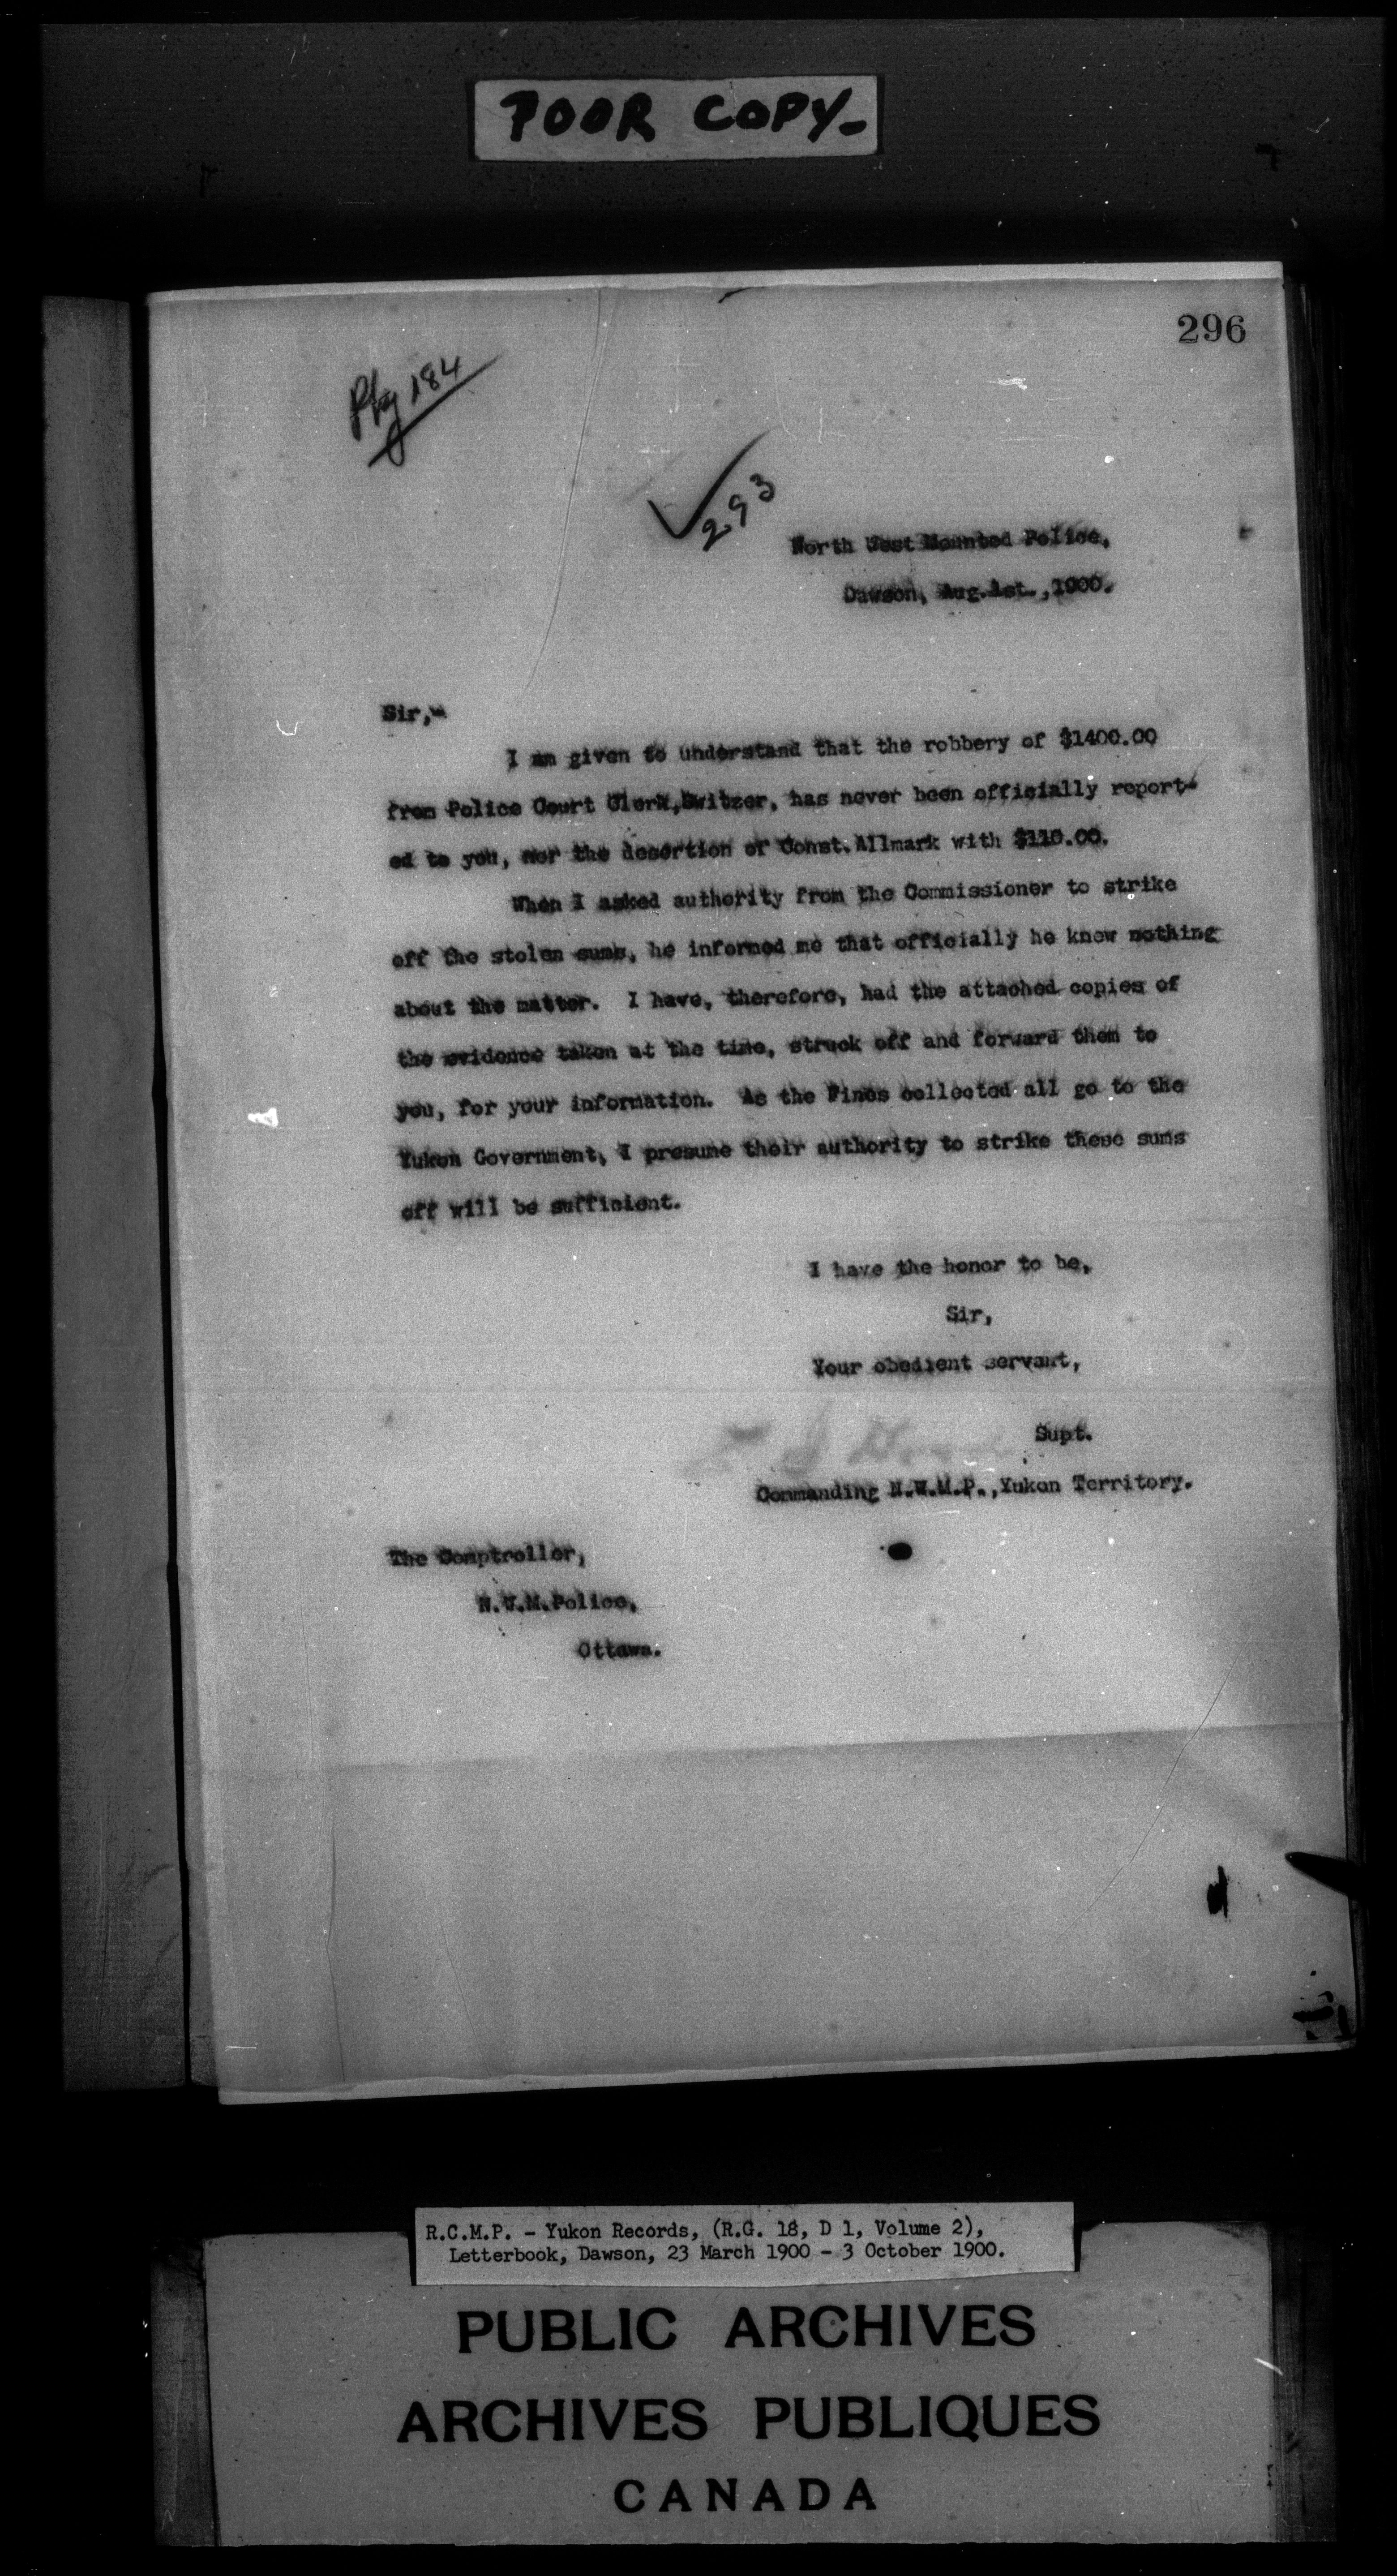 POOR COPY-
296
Pkg 184
293
North West Mounted Police,
Dawson, Aug.1st.,1900.
Sir,-
I am given to understand that the robbery of $1400.00
from Police Court Clerk,Switzer, has never been officially report-
ed to you, nor the desertion of Const.Allmark with $110.00.
When I asked authority from the Commissioner to strike
off the stolen sums, he informed me that officially he knew nothing
about the matter. I have, therefore, had the attached copies of
the evidence taken at the time, struck off and forward them to
you, for your information. As the Fines collected all go to the
Yukon Government, I presume their authority to strike these sums
off will be sufficient.
I have the honor to be,
Sir,
Your obedient servant,
Supt.
Commanding N.W.M.P.,Yukon Territory.
The Comptroller,
N.W.M.Police,
Ottawa.
R.C.M.P. - Yukon Records, (R.G. 18, D 1, Volume 2),
Letterbook, Dawson, 23 March 1900 - 3 October 1900.
PUBLIC ARCHIVES
ARCHIVES PUBLIQUES
CANADA